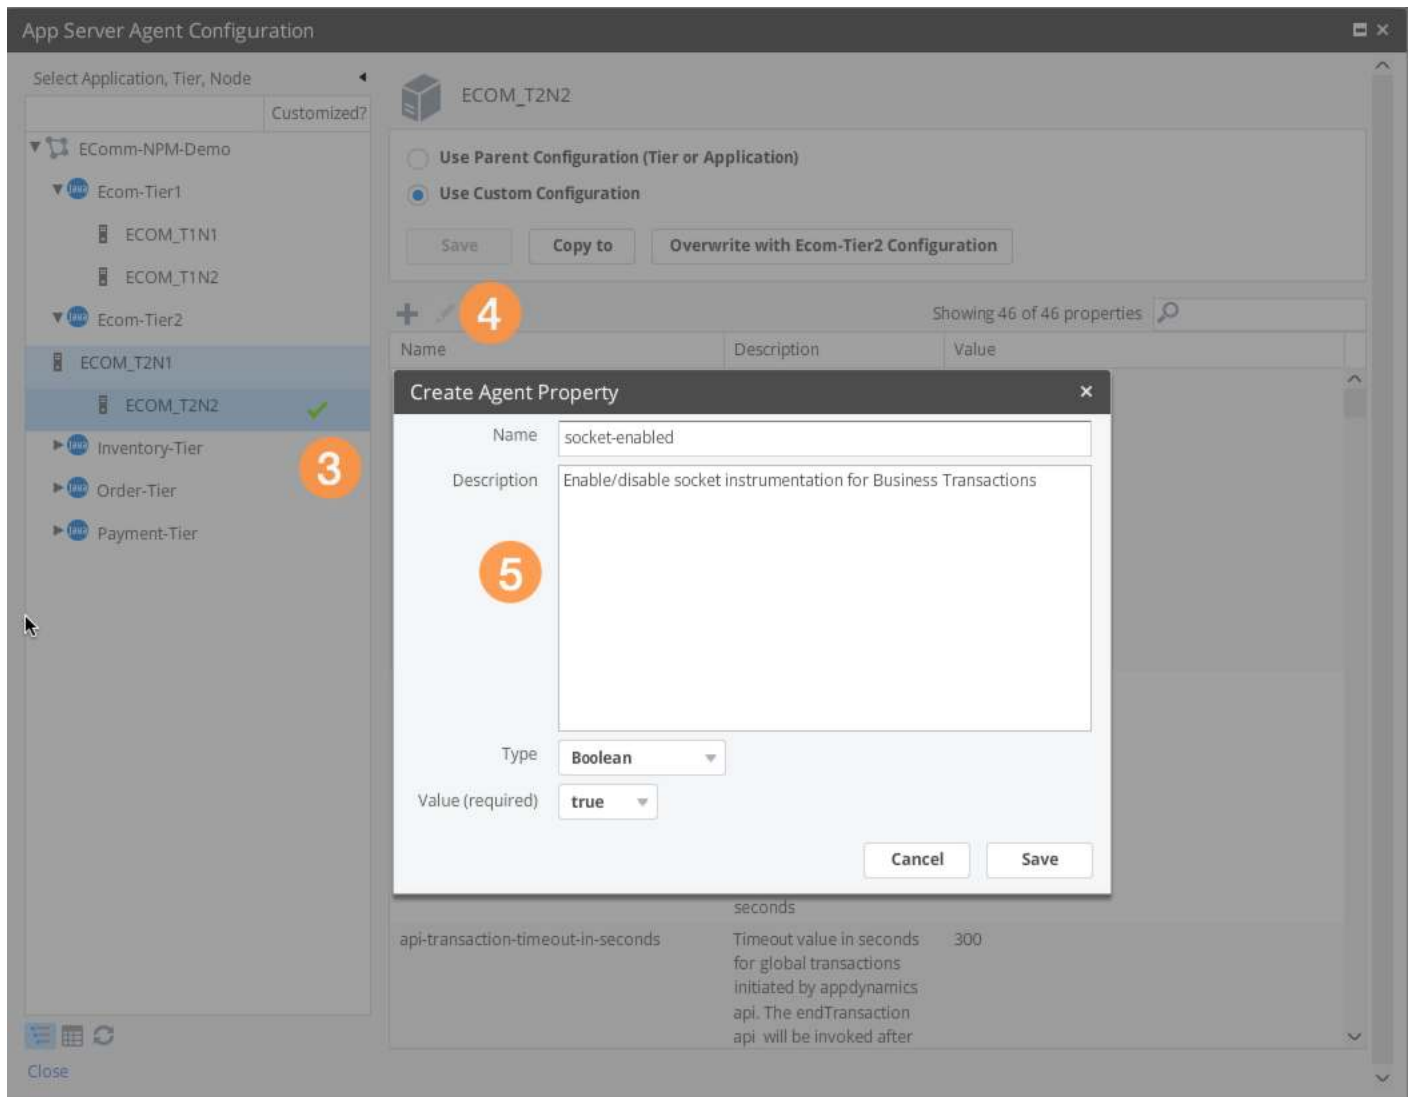 App Server Agent Configuration
Select Application, Tier, Node
Customized?
EComm-NPM-Demo
Ecom-Tier1
ECOM_T1N1
ECOM_T1N2
Ecom-Tier2
ECOM_T2N1
ECOM_T2N2
Inventory-Tier
3
Order-Tier
Payment-Tier
Close
ECOM_T2N2
Use Parent Configuration (Tier or Application)
Use Custom Configuration
Save Copy to Overwrite with Ecom-Tier2 Configuration
4
Showing 46 of 46 properties
Name Description Value
Create Agent Property
Name socket-enabled
Description Enable/disable socket instrumentation for Business Transactions
5
Type Boolean
Value (required) true
Cancel Save
seconds
api-transaction-timeout-in-seconds Timeout value in seconds 300
for global transactions
initiated by appdynamics
api. The endTransaction
api will be invoked after